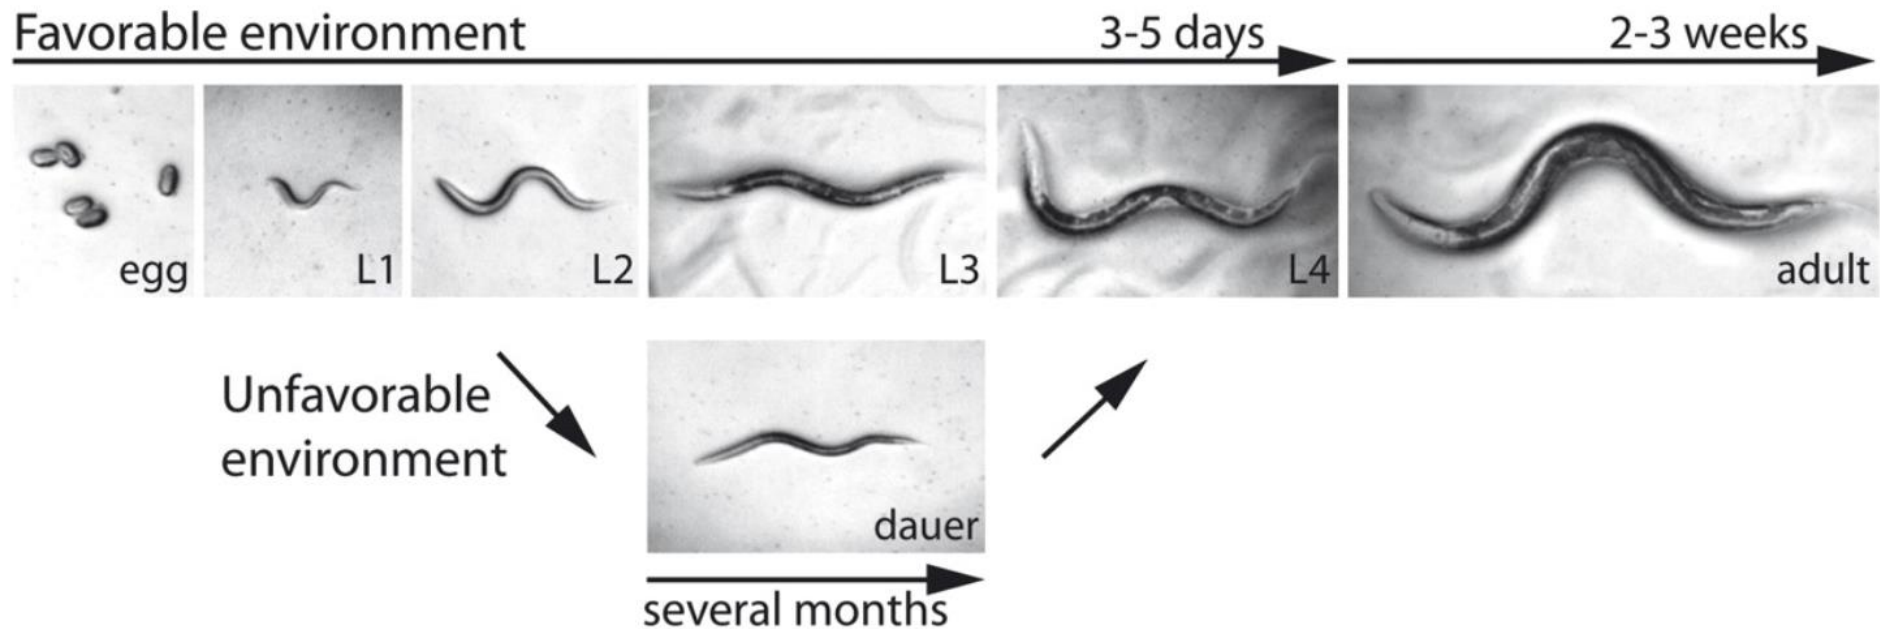 Favorable environment
3-5 days
2-3 weeks
egg
L1
L2
L3
L4
adult
Unfavorable
environment
dauer
several months